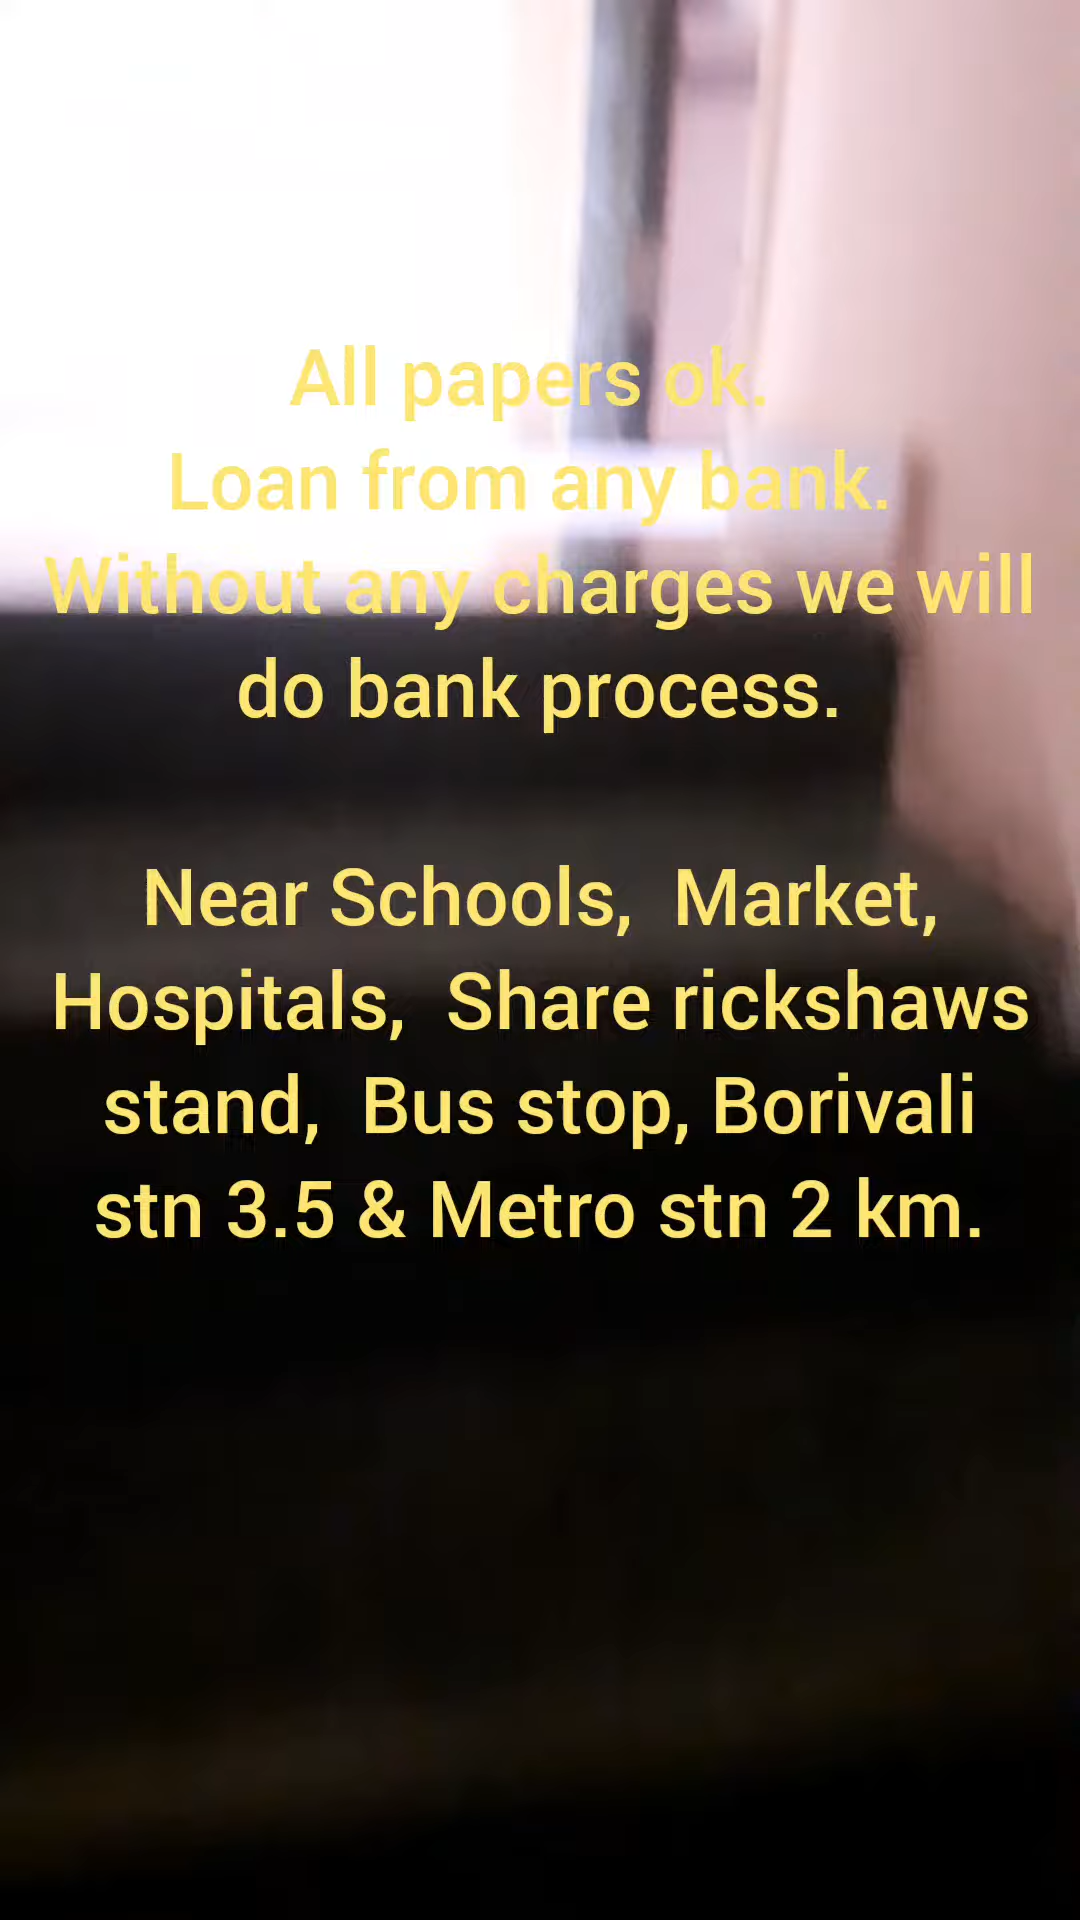 All papers ok.
Loan from any bank.
Without any charges we will
do bank process.
Near Schools,  Market,
Hospitals,  Share rickshaws
stand,  Bus stop, Borivali
stn 3.5 & Metro stn 2 km.